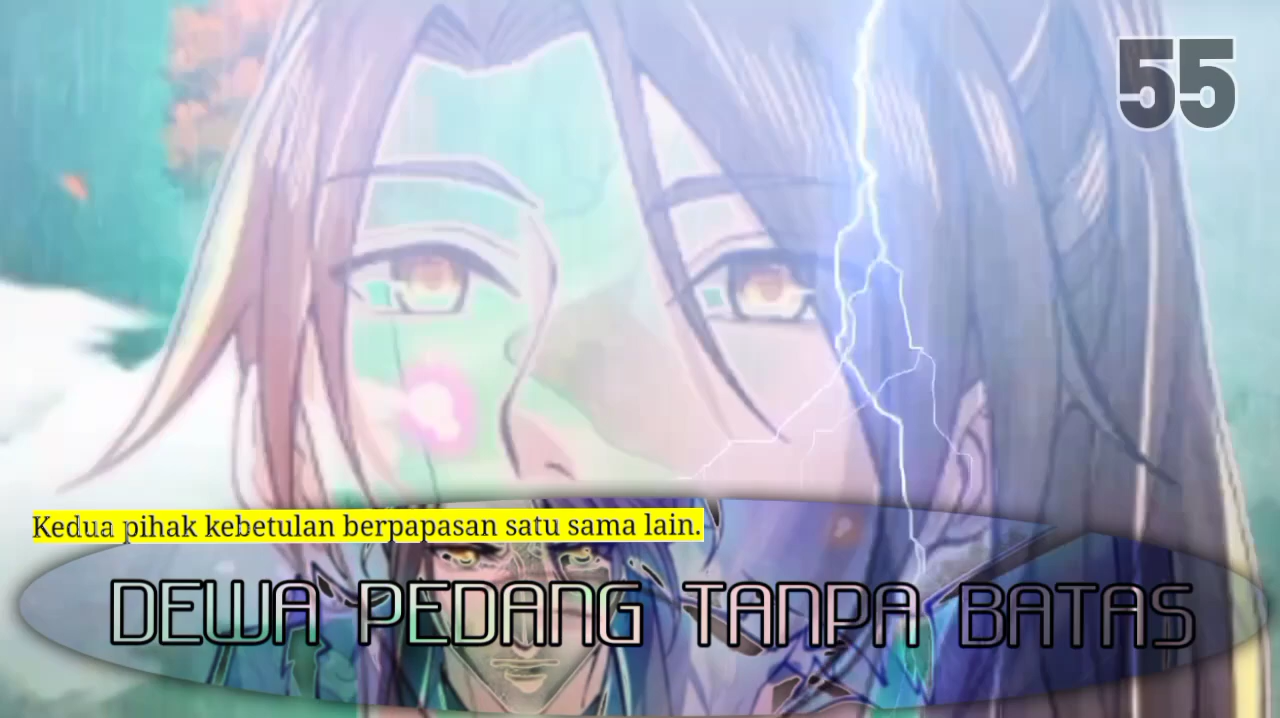 55
Kedua pihak kebetulan berpapasan satu sama lain.
DEWA PEDANG TANPA BATAS